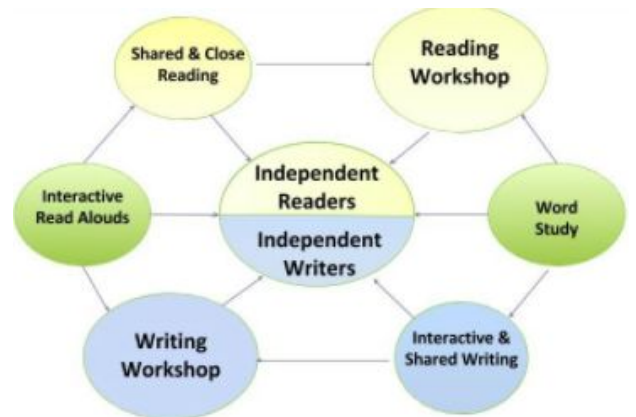 Shared & Close
Reading
Reading
Workshop
Interactive
Read Alouds
Independent
Readers
Independent
Writers
Word
Study
Writing
Workshop
Interactive &
Shared Writing